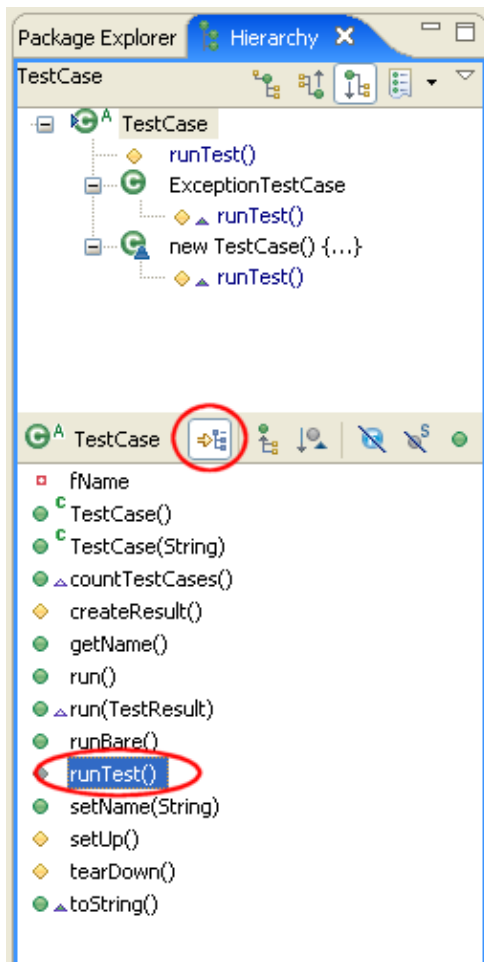 Package Explorer Hierarchy
TestCase
A TestCase
runTest()
C ExceptionTestCase
runTest()
C new TestCase() {...}
runTest()
C A TestCase S
fName
C TestCase()
C TestCase(String)
countTestCases()
createResult()
getName()
run()
run(TestResult)
runBare()
runTest()
setName(String)
setUp()
tearDown()
toString()